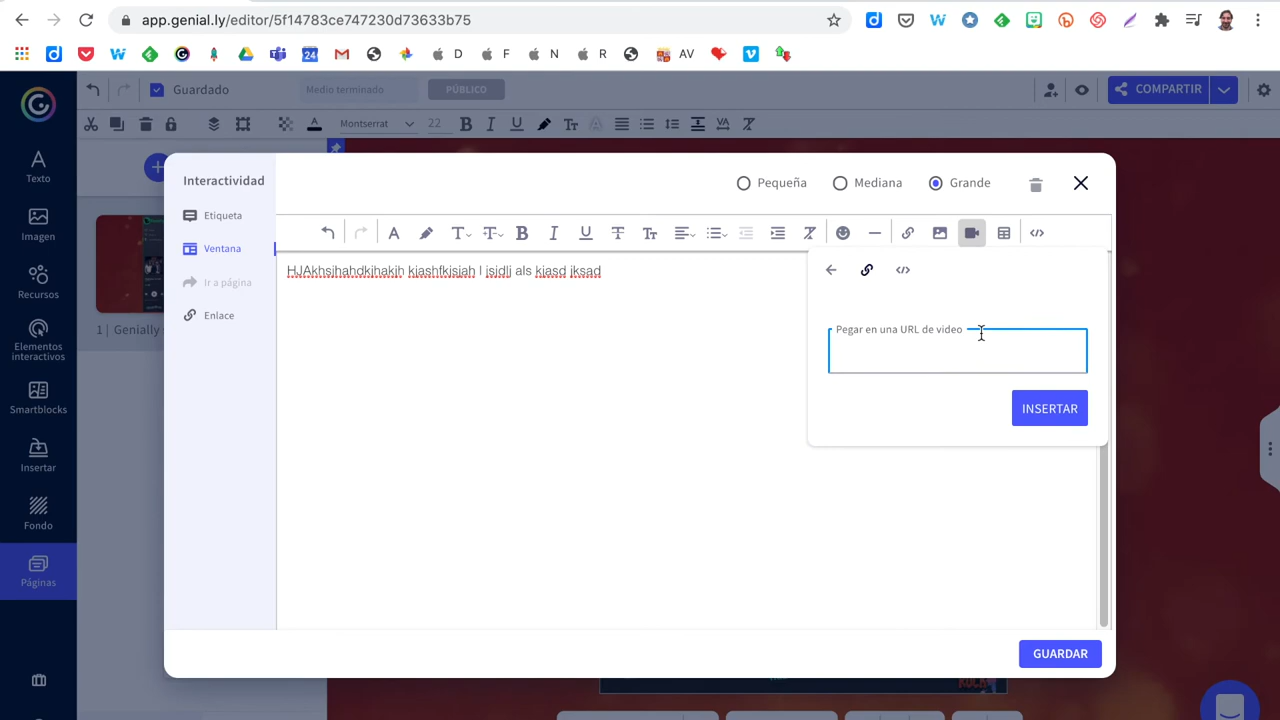 app.genial.ly/editor/5f14783ce747230d73633b75
D
F
N
R
AV
Guardado
Medio terminado
PÚBLICO
COMPARTIR
Montserrat
22
Texto
Imagen
Recursos
Elementos
interactivos
Smartblocks
Insertar
Fondo
Páginas
1 | Genially
Interactividad
Etiqueta
Ventana
Ir a página
Enlace
Pequeña
Mediana
Grande
HJAkhsjhahdkjhakjh kjashfkjsjah l jsjdlj als kjasd jksad
Pegar en una URL de video
INSERTAR
GUARDAR